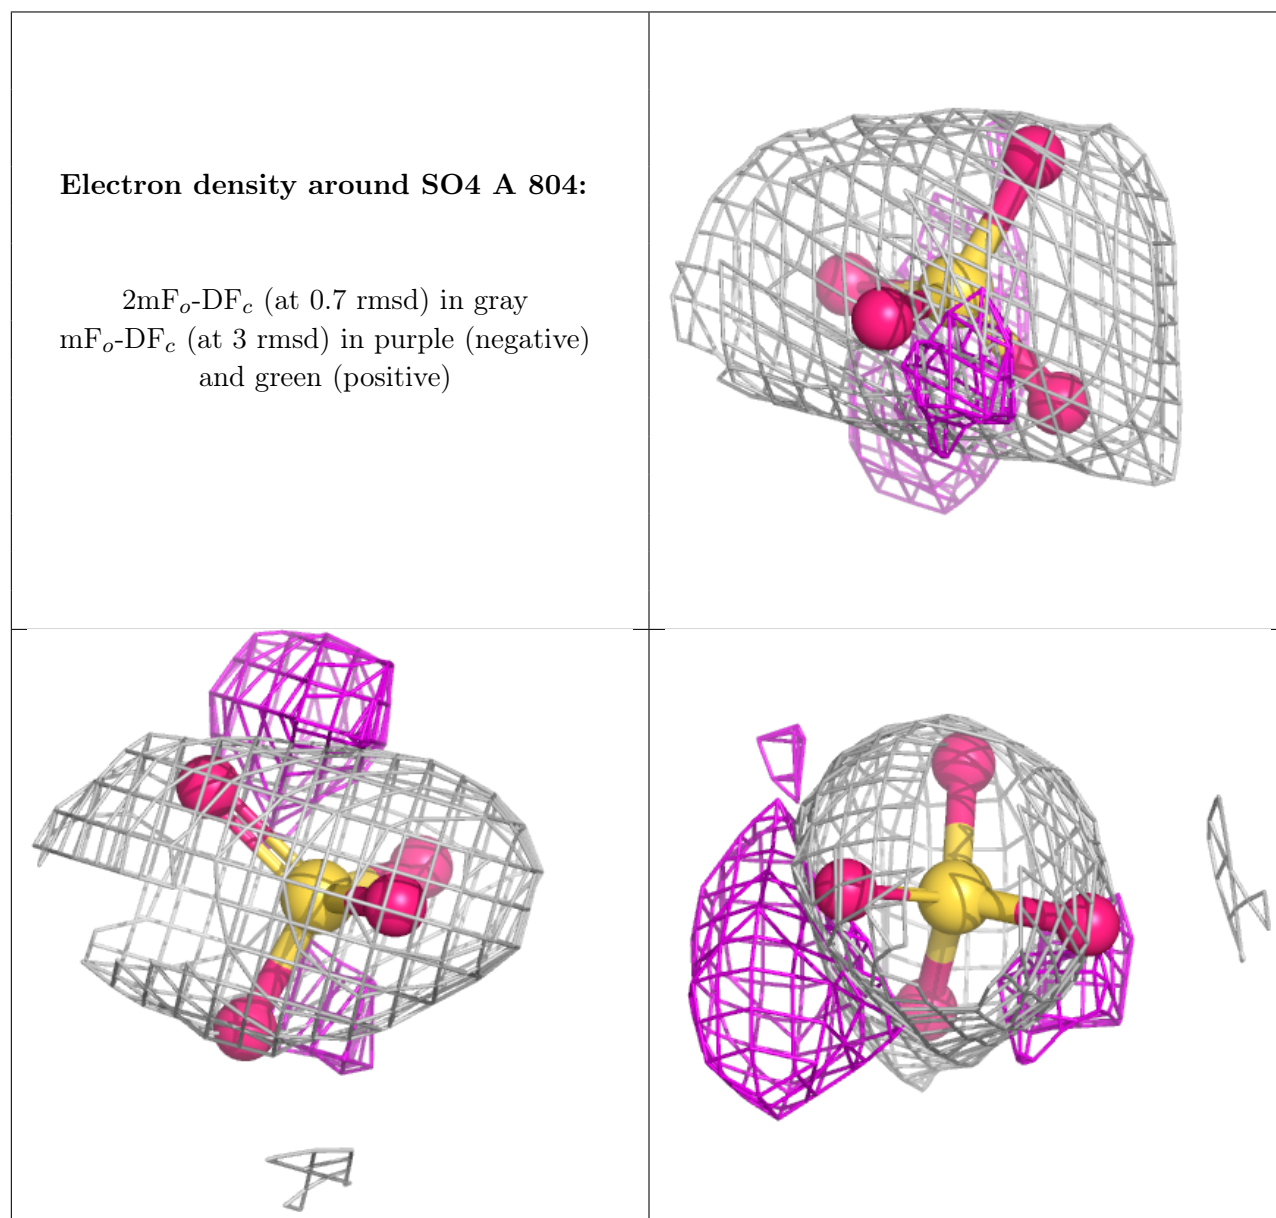 Electron density around SO4 A 804:
2mFₒ-DF𝑐 (at 0.7 rmsd) in gray
mFₒ-DF𝑐 (at 3 rmsd) in purple (negative)
and green (positive)